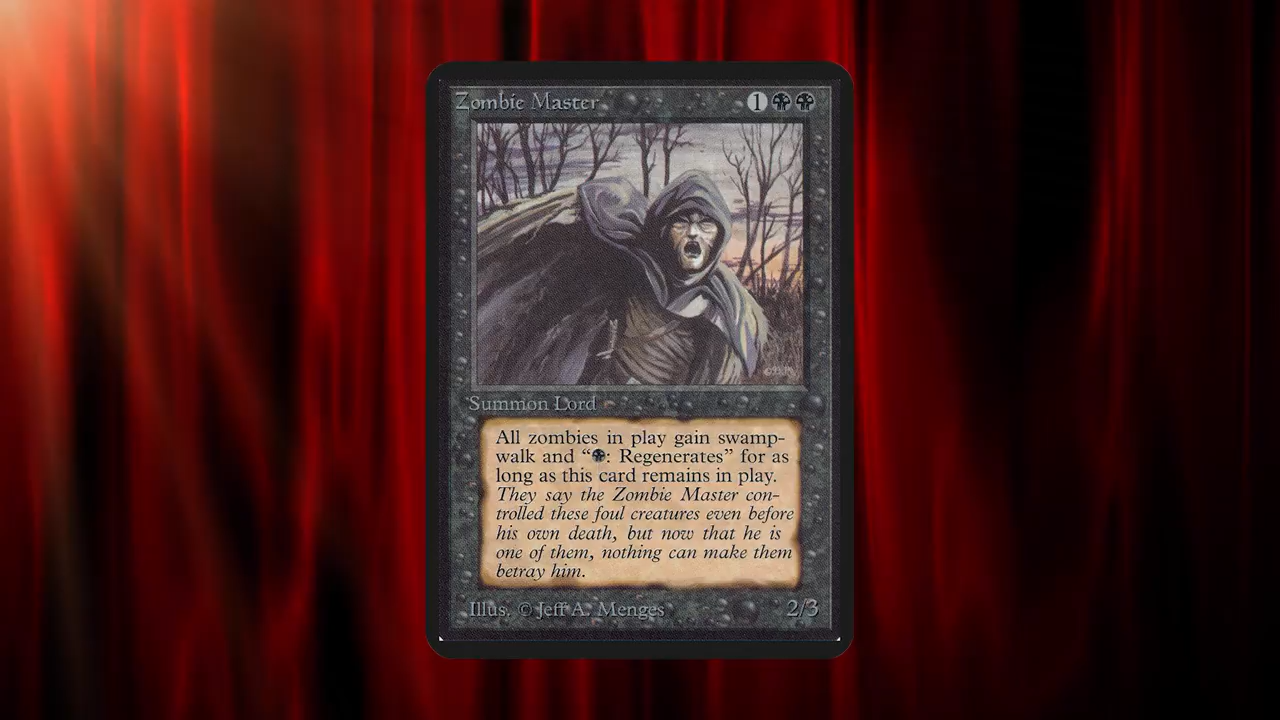 Zombie Master 1
Summon Lord
All zombies in play gain swamp-
walk and “: Regenerates” for as
long as this card remains in play.
They say the Zombie Master con-
trolled these foul creatures even before
his own death, but now that he is
one of them, nothing can make them
betray him.
Illus. © Jeff A. Menges 2/3